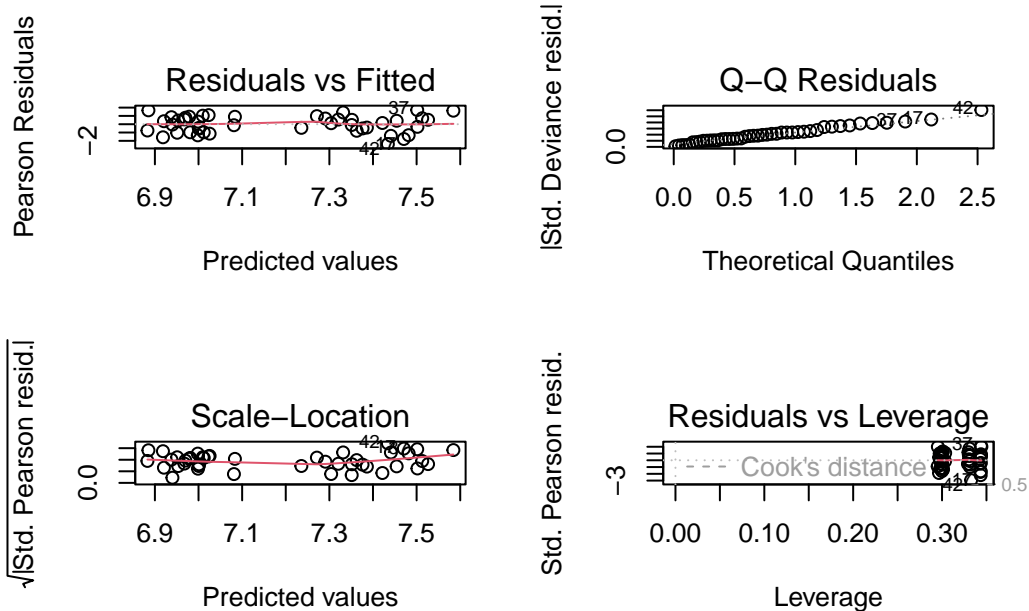 Residuals vs Fitted
Pearson Residuals
−2
37
17
42
6.9 7.1 7.3 7.5
Predicted values
Q−Q Residuals
|Std. Deviance resid.|
0.0
37 17 42
0.0 0.5 1.0 1.5 2.0 2.5
Theoretical Quantiles
Scale−Location
√|Std. Pearson resid.|
0.0
42
6.9 7.1 7.3 7.5
Predicted values
Residuals vs Leverage
Std. Pearson resid.
−3
37
Cook's distance
42
0.5
0.00 0.10 0.20 0.30
Leverage